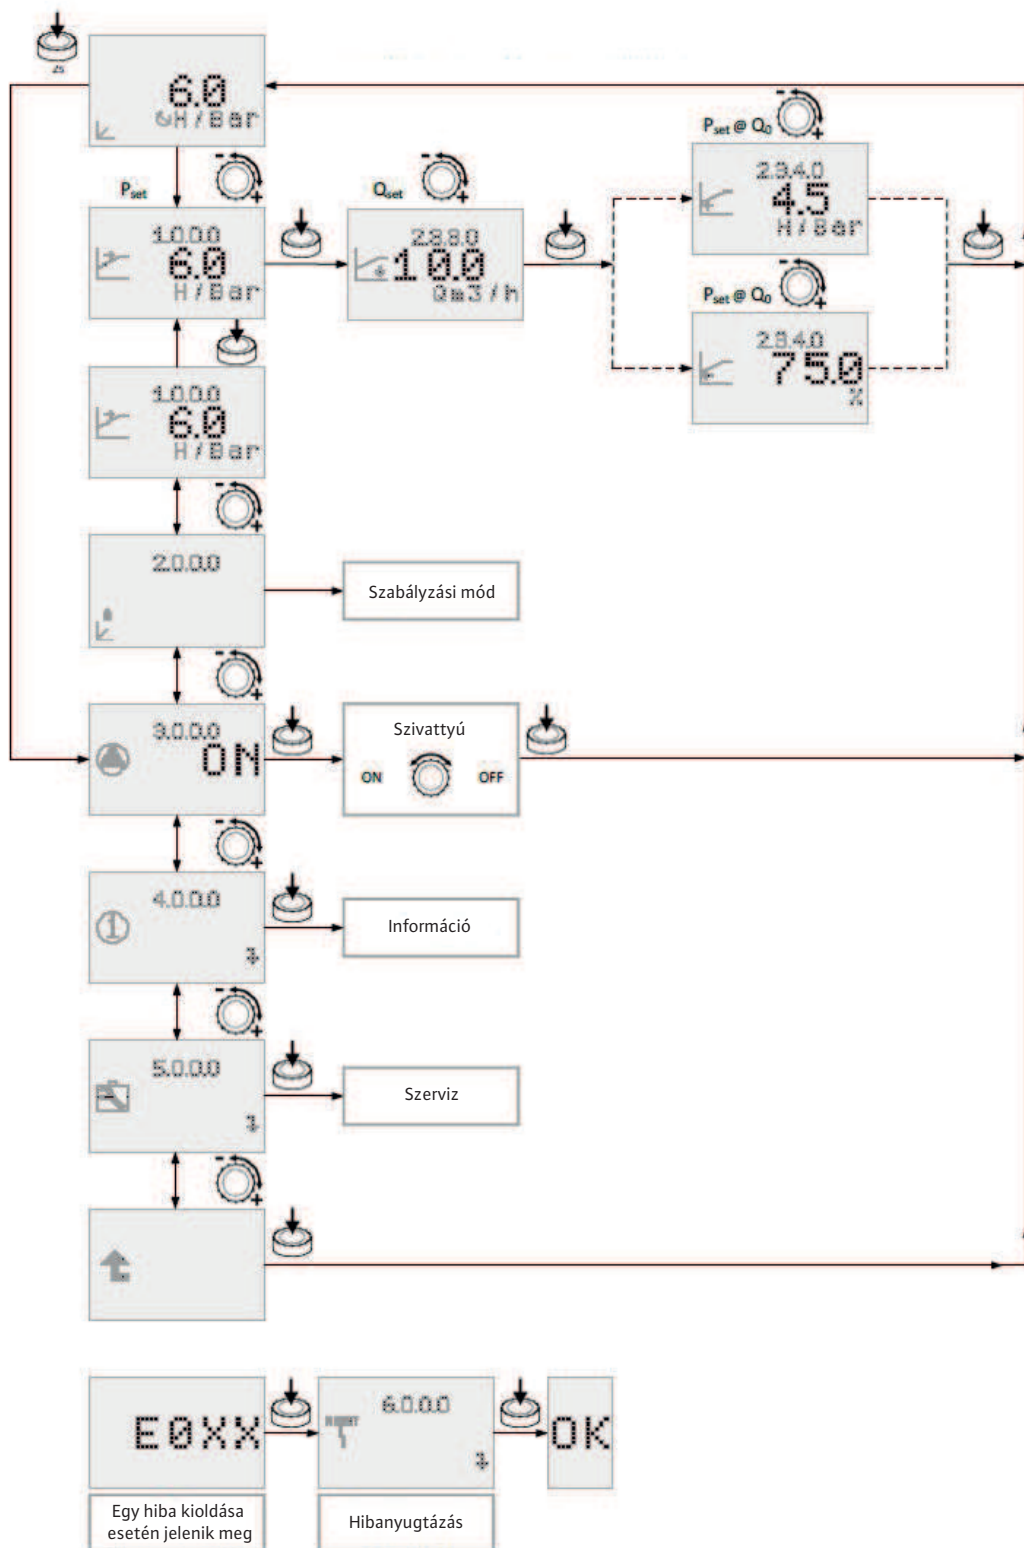 2s
6.0
H/Bar
Pset
1.0.0.0
6.0
H/Bar
Qset
2.3.3.0
10.0
Qm3/h
Pset @ Q0
2.3.4.0
4.5
H/Bar
Pset @ Q0
2.3.4.0
75.0
%
1.0.0.0
6.0
H/Bar
2.0.0.0
Szabályzási mód
3.0.0.0
ON
Szivattyú
ON
OFF
4.0.0.0
Információ
5.0.0.0
Szerviz
E0XX
6.0.0.0
RESET
OK
Egy hiba kioldása
esetén jelenik meg
Hibanyugtázás